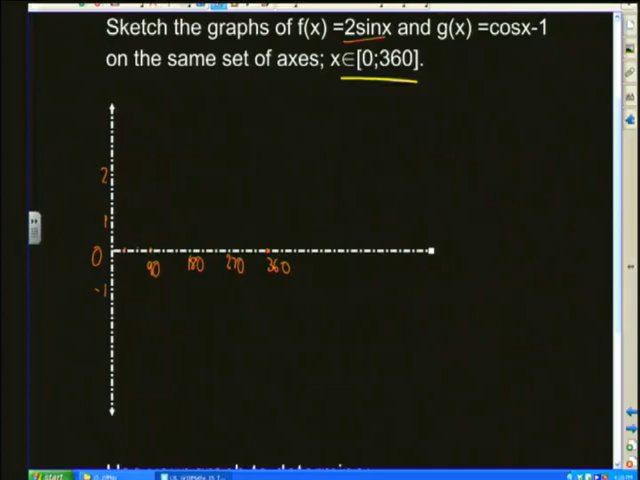 Sketch the graphs of f(x) =2sinx and g(x) =cosx-1
on the same set of axes; x∈[0;360].
2
1
0
90 180 270 360
-1
start